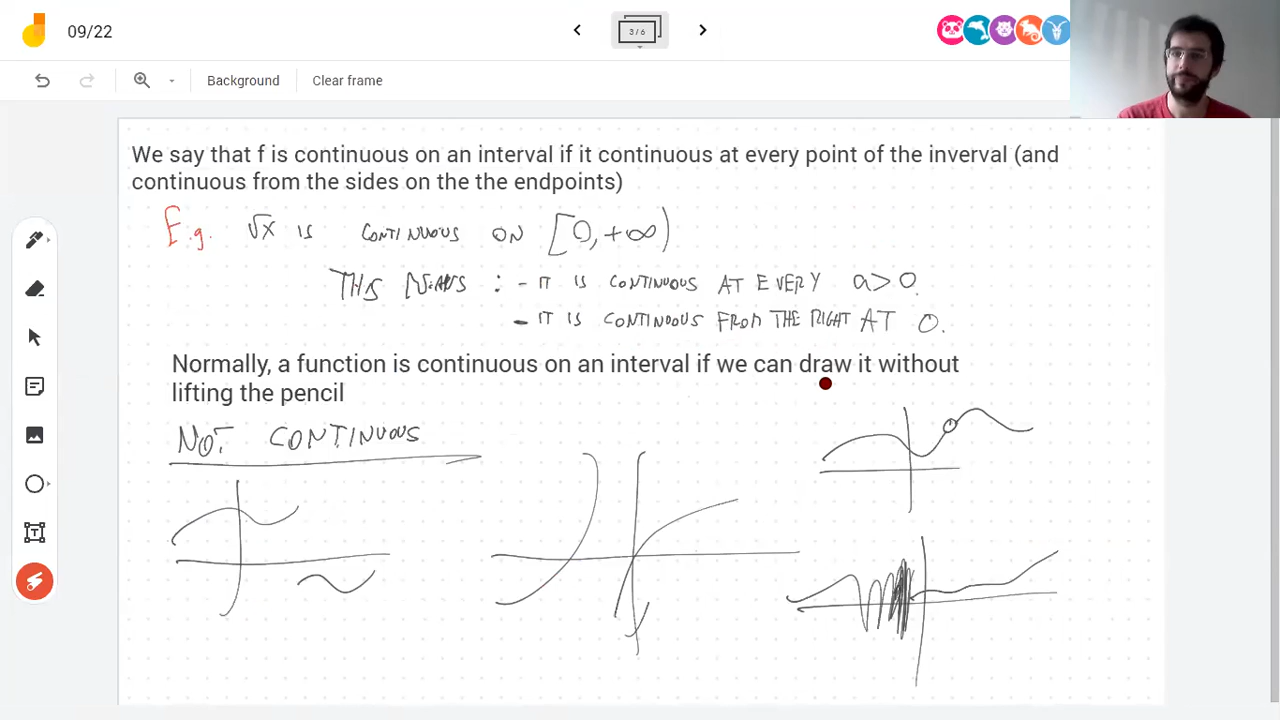 09/22
3 / 6
Background
Clear frame
We say that f is continuous on an interval if it continuous at every point of the inverval (and
continuous from the sides on the the endpoints)
E.g. √x IS CONTINUOUS ON [0, +∞)
THIS MEANS : - IT IS CONTINUOUS AT EVERY a > 0.
- IT IS CONTINUOUS FROM THE RIGHT AT 0.
Normally, a function is continuous on an interval if we can draw it without
lifting the pencil
NOT CONTINUOUS